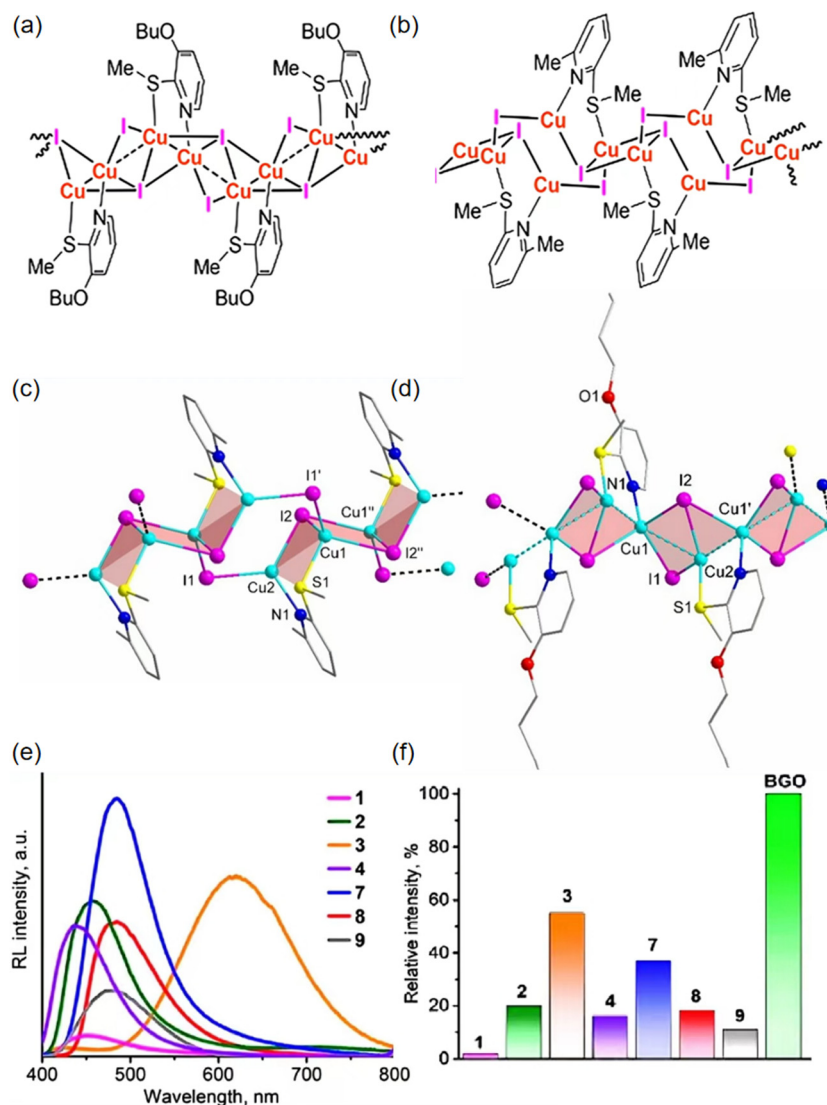 (a)
BuO
BuO
Me
S
N
Me
S
N
I
I
Cu
I
I
Cu
Cu
Cu
Cu
Cu
Cu
Cu
I
I
I
N
N
S
S
Me
Me
BuO
BuO
(b)
Me
N
S
Me
Me
N
S
Me
I
Cu
I
I
Cu
I
Cu
Cu
Cu
Cu
Cu
Cu
I
Cu
I
I
Cu
I
I
Me
S
N
Me
Me
S
N
Me
(c)
I1'
I2
Cu1''
Cu1
I2''
I1
Cu2
S1
N1
(d)
O1
N1
I2
Cu1'
Cu1
I1
Cu2
S1
(e)
RL intensity, a.u.
1
2
3
4
7
8
9
400 500 600 700 800
Wavelength, nm
(f)
Relative intensity, %
100
80
60
40
20
0
1
2
3
4
7
8
9
BGO